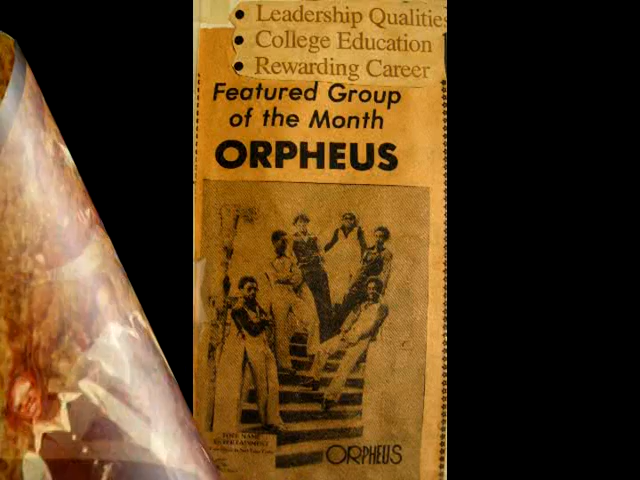 Leadership Qualities
College Education
Rewarding Career
Featured Group
of the Month
ORPHEUS
ORPHEUS